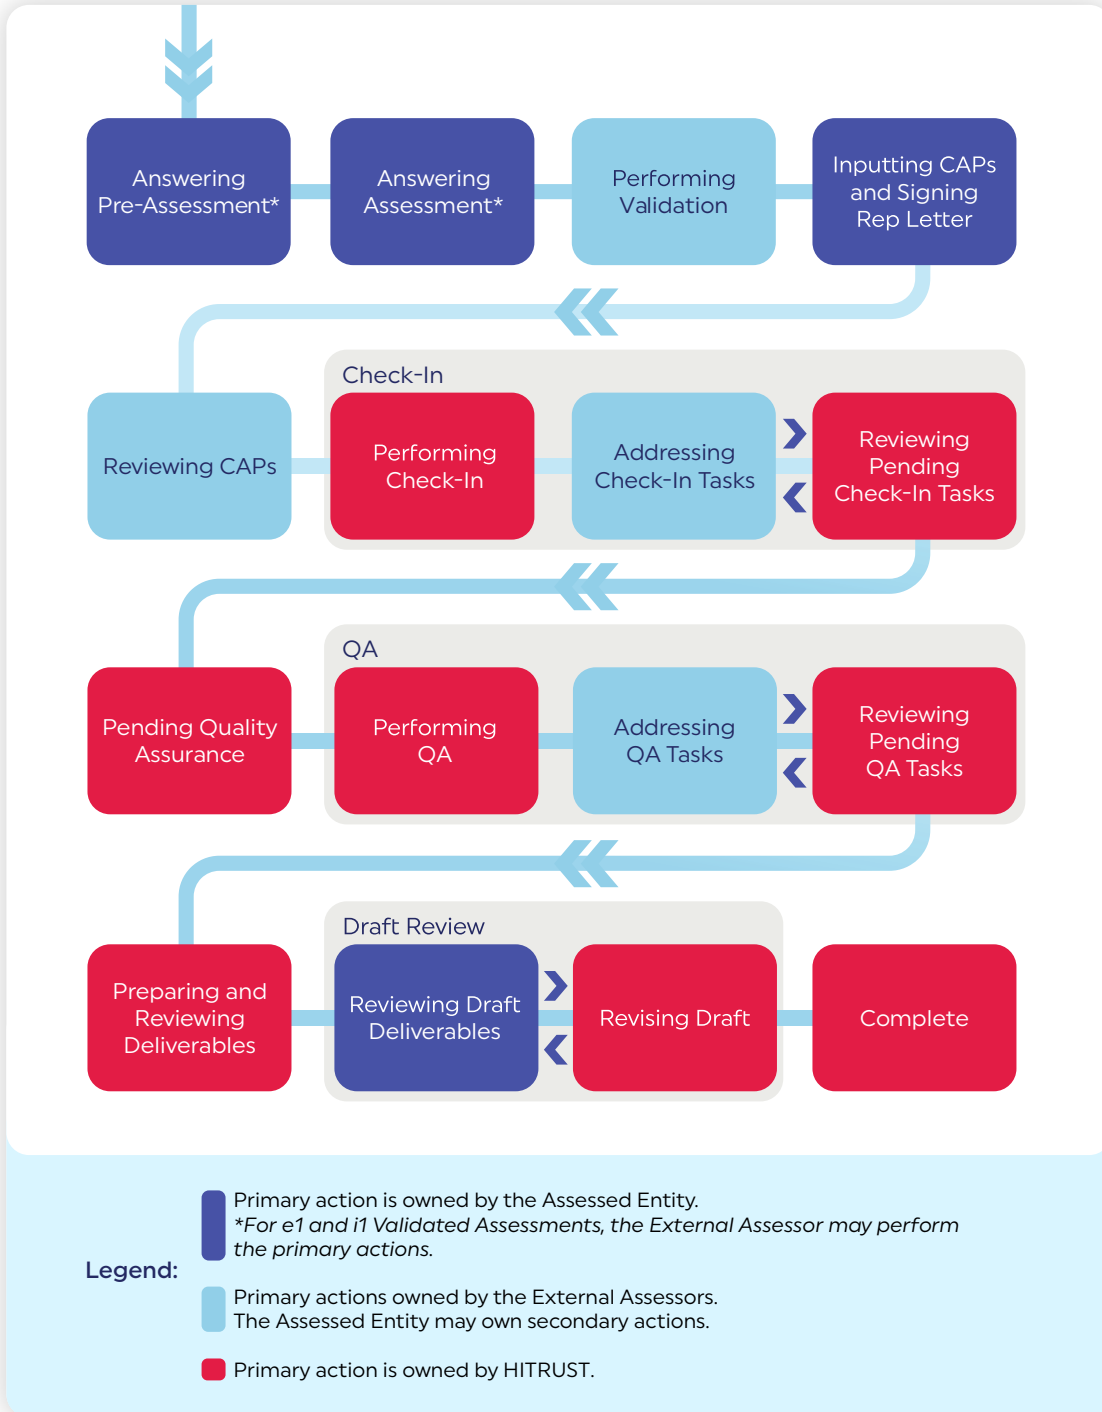 Answering
Pre-Assessment*
Answering
Assessment*
Performing
Validation
Inputting CAPs
and Signing
Rep Letter
Reviewing CAPs
Check-In
Performing
Check-In
Addressing
Check-In Tasks
Reviewing
Pending
Check-In Tasks
Pending Quality
Assurance
QA
Performing
QA
Addressing
QA Tasks
Reviewing
Pending
QA Tasks
Preparing and
Reviewing
Deliverables
Draft Review
Reviewing Draft
Deliverables
Revising Draft
Complete
Legend:
Primary action is owned by the Assessed Entity.
*For e1 and i1 Validated Assessments, the External Assessor may perform
the primary actions.
Primary actions owned by the External Assessors.
The Assessed Entity may own secondary actions.
Primary action is owned by HITRUST.